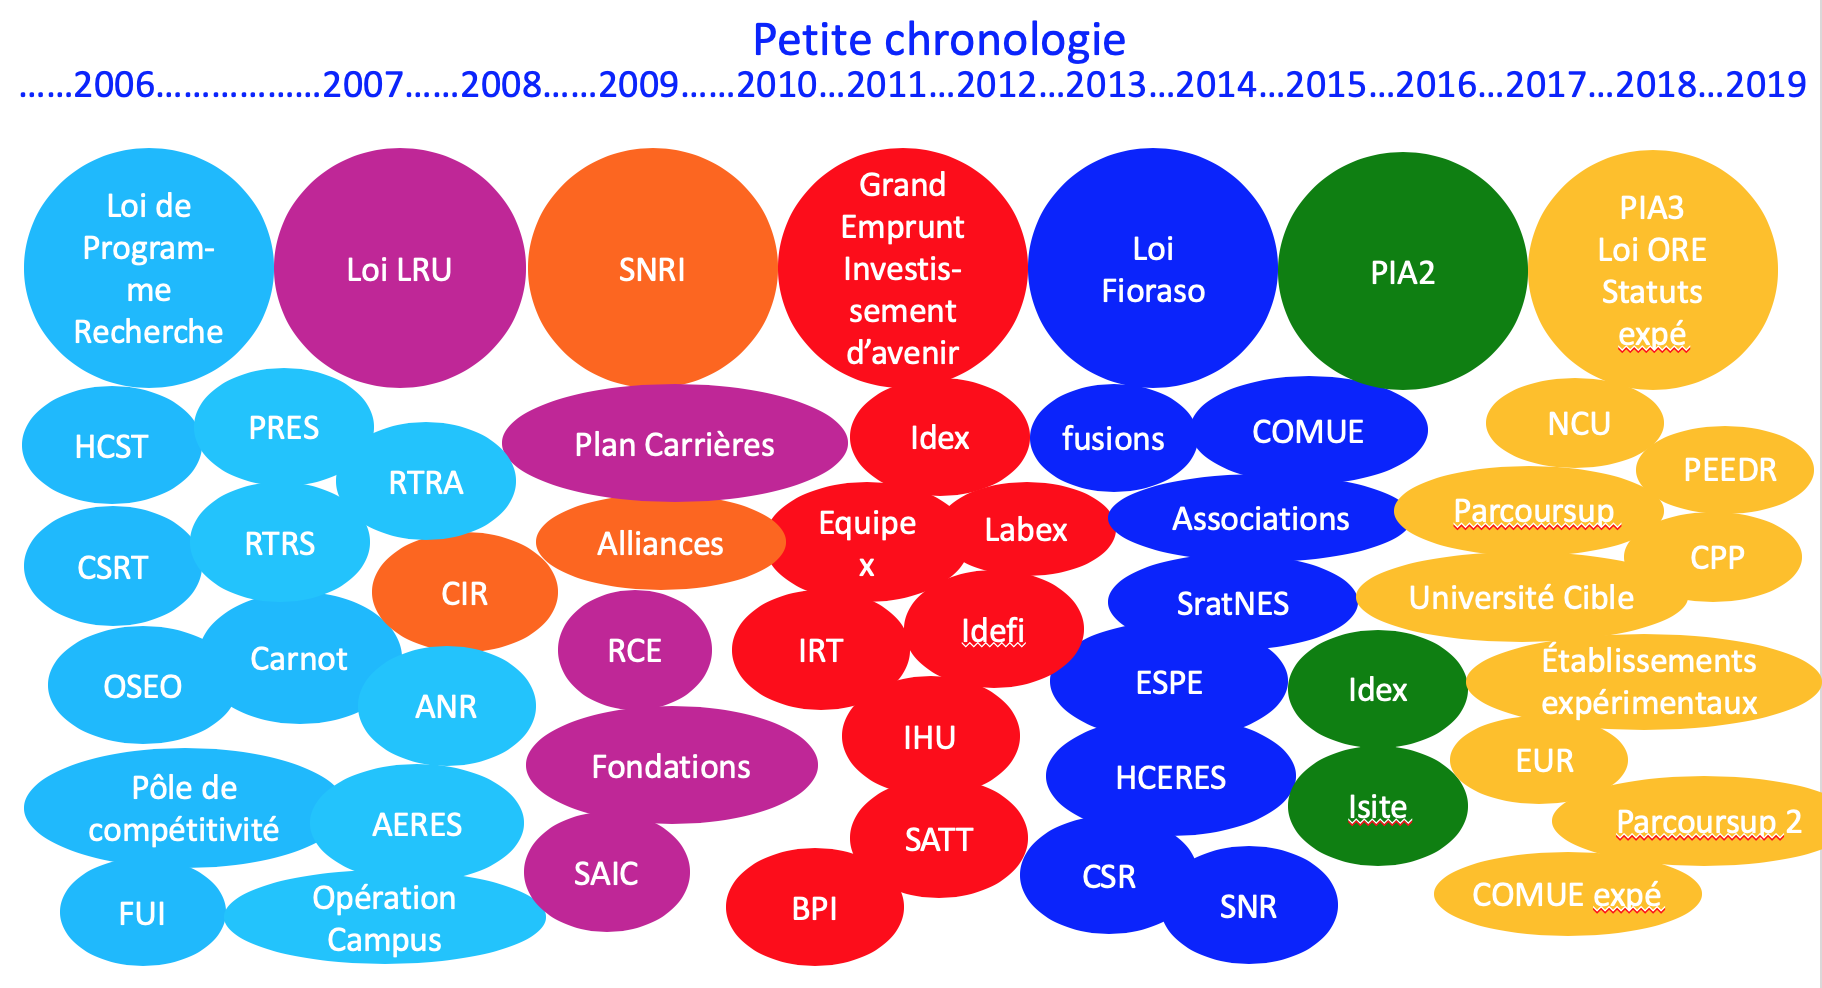 Petite chronologie
……2006………………2007……2008……2009……2010…2011…2012…2013…2014…2015…2016…2017…2018…2019
Loi de
Program-
me
Recherche
Loi LRU
SNRI
Grand
Emprunt
Investis-
sement
d’avenir
Loi
Fioraso
PIA2
PIA3
Loi ORE
Statuts
expé
HCST
PRES
RTRA
Plan Carrières
Idex
fusions
COMUE
NCU
PEEDR
CSRT
RTRS
CIR
Alliances
Equipe
x
Labex
Associations
Parcoursup
CPP
OSEO
Carnot
ANR
RCE
IRT
Idefi
SratNES
Université Cible
ESPE
Idex
Établissements
expérimentaux
Pôle de
compétitivité
AERES
Fondations
IHU
HCERES
Isite
EUR
Parcoursup 2
FUI
Opération
Campus
SAIC
BPI
SATT
CSR
SNR
COMUE expé